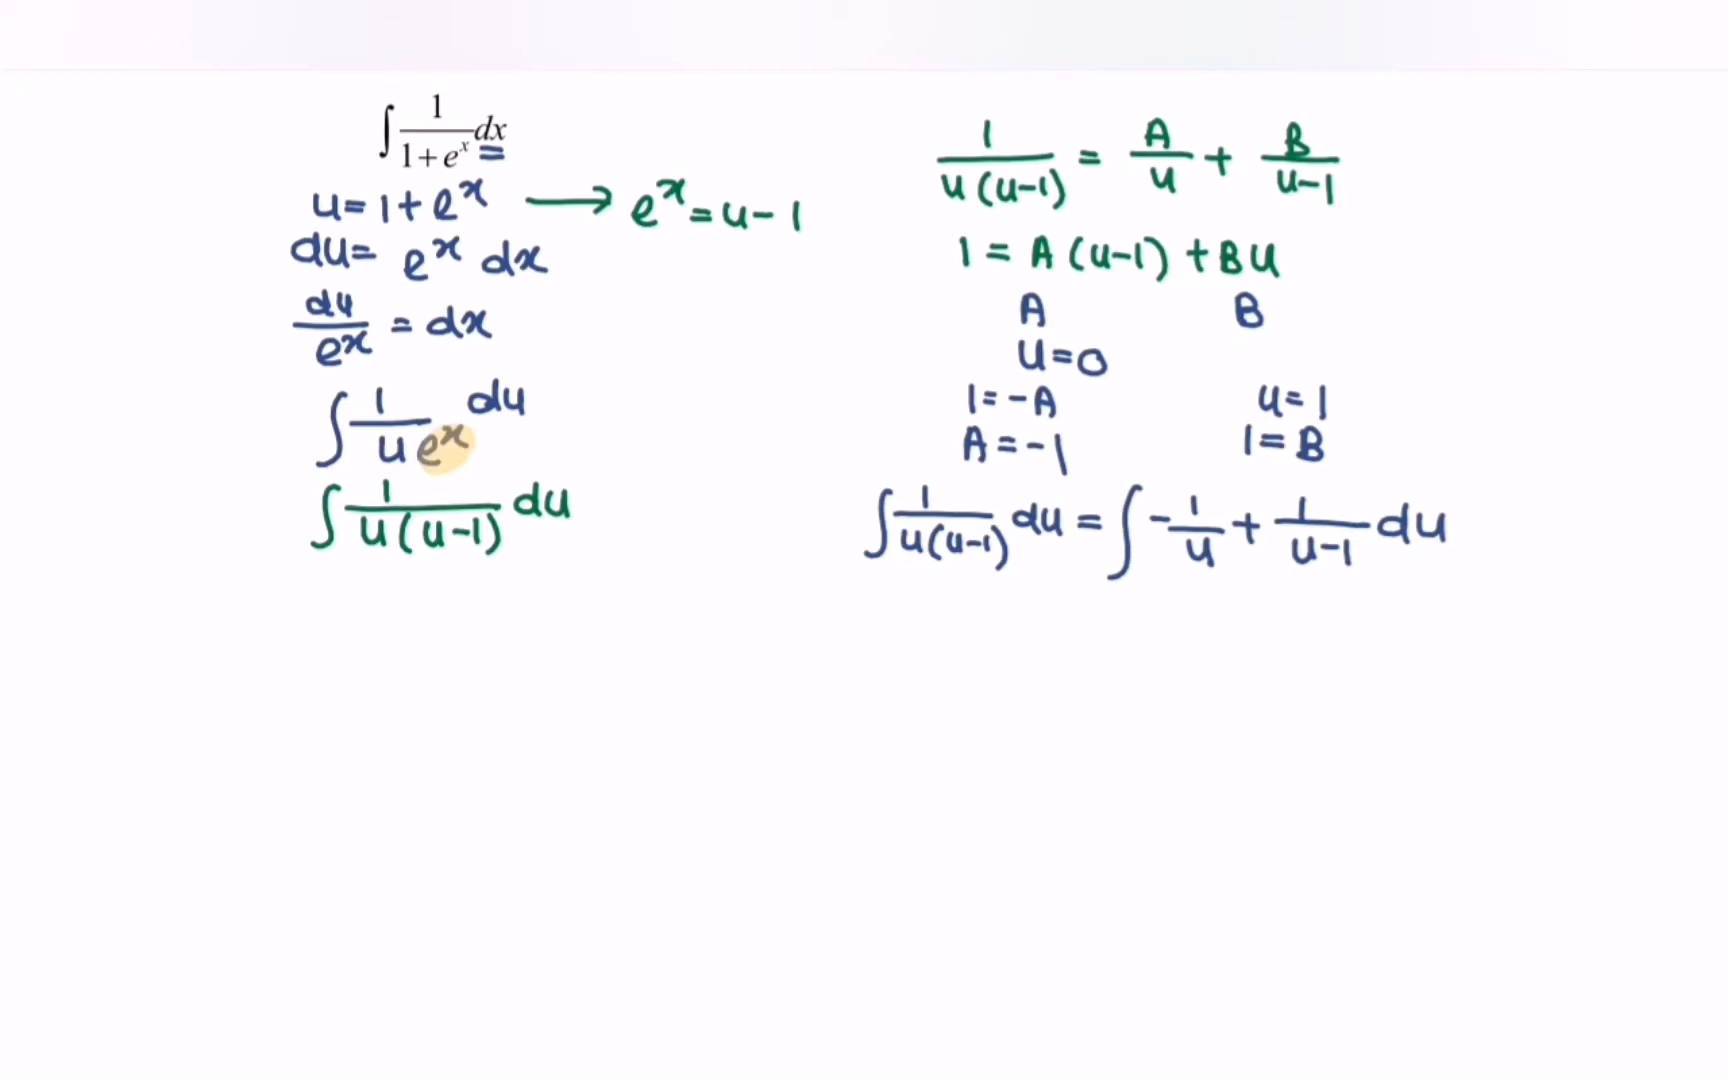 ∫ 1/(1+e^x) dx
u = 1 + e^x ⟶ e^x = u - 1
du = e^x dx
du/e^x = dx
∫ 1/(u e^x) du
∫ 1/(u(u-1)) du
1/(u(u-1)) = A/u + B/(u-1)
1 = A(u-1) + Bu
A B
u = 0
1 = -A u = 1
A = -1 1 = B
∫ 1/(u(u-1)) du = ∫ -1/u + 1/(u-1) du